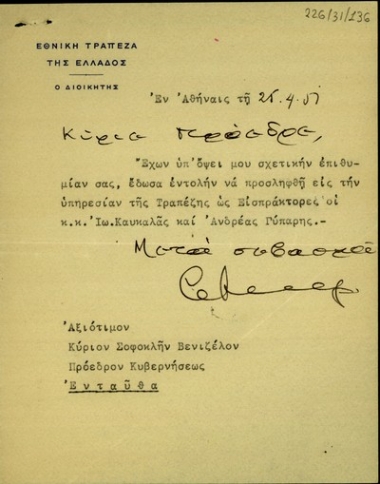 226/31/136
ΕΘΝΙΚΗ ΤΡΑΠΕΖΑ
ΤΗΣ ΕΛΛΑΔΟΣ
Ο ΔΙΟΙΚΗΤΗΣ
Ἐν Ἀθήναις τῇ 25.4.51
Κύριε Πρόεδρε,
Ἔχων ὑπ' ὄψει μου σχετικήν ἐπιθυ-
μίαν σας, ἔδωσα ἐντολήν νά προσληφθῇ εἰς τήν
ὑπηρεσίαν τῆς Τραπέζης ὡς Εἰσπράκτορες οἱ
κ.κ. Ἰω. Καυκαλᾶς καί Ἀνδρέας Γύπαρης.-
Μετά σεβασμοῦ
Ἀξιότιμον
Κύριον Σοφοκλῆν Βενιζέλον
Πρόεδρον Κυβερνήσεως
Ἐνταῦθα